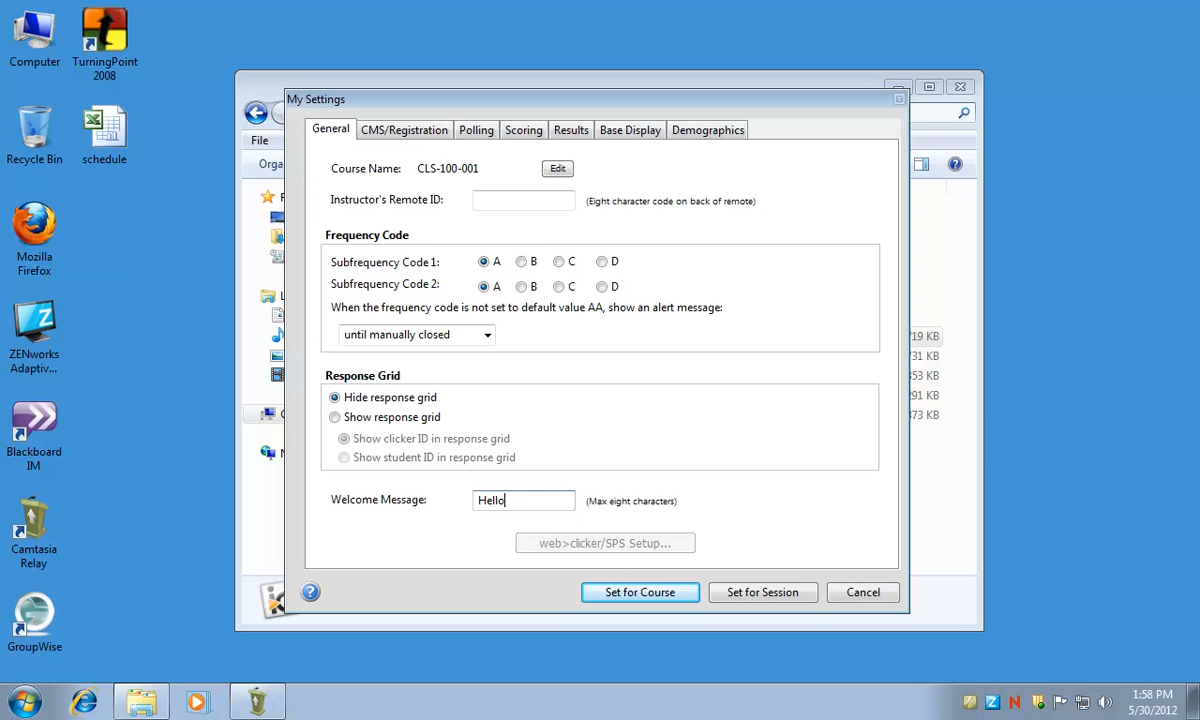 Computer
TurningPoint
2008
Recycle Bin
schedule
Mozilla
Firefox
ZENworks
Adaptiv...
Blackboard
IM
Camtasia
Relay
GroupWise
File
Orga
My Settings
General
CMS/Registration
Polling
Scoring
Results
Base Display
Demographics
Course Name: CLS-100-001
Edit
Instructor's Remote ID:
(Eight character code on back of remote)
Frequency Code
Subfrequency Code 1: A B C D
Subfrequency Code 2: A B C D
When the frequency code is not set to default value AA, show an alert message:
until manually closed
Response Grid
Hide response grid
Show response grid
Show clicker ID in response grid
Show student ID in response grid
Welcome Message: Hello (Max eight characters)
web>clicker/SPS Setup...
Set for Course
Set for Session
Cancel
719 KB
731 KB
353 KB
291 KB
373 KB
1:58 PM
5/30/2012